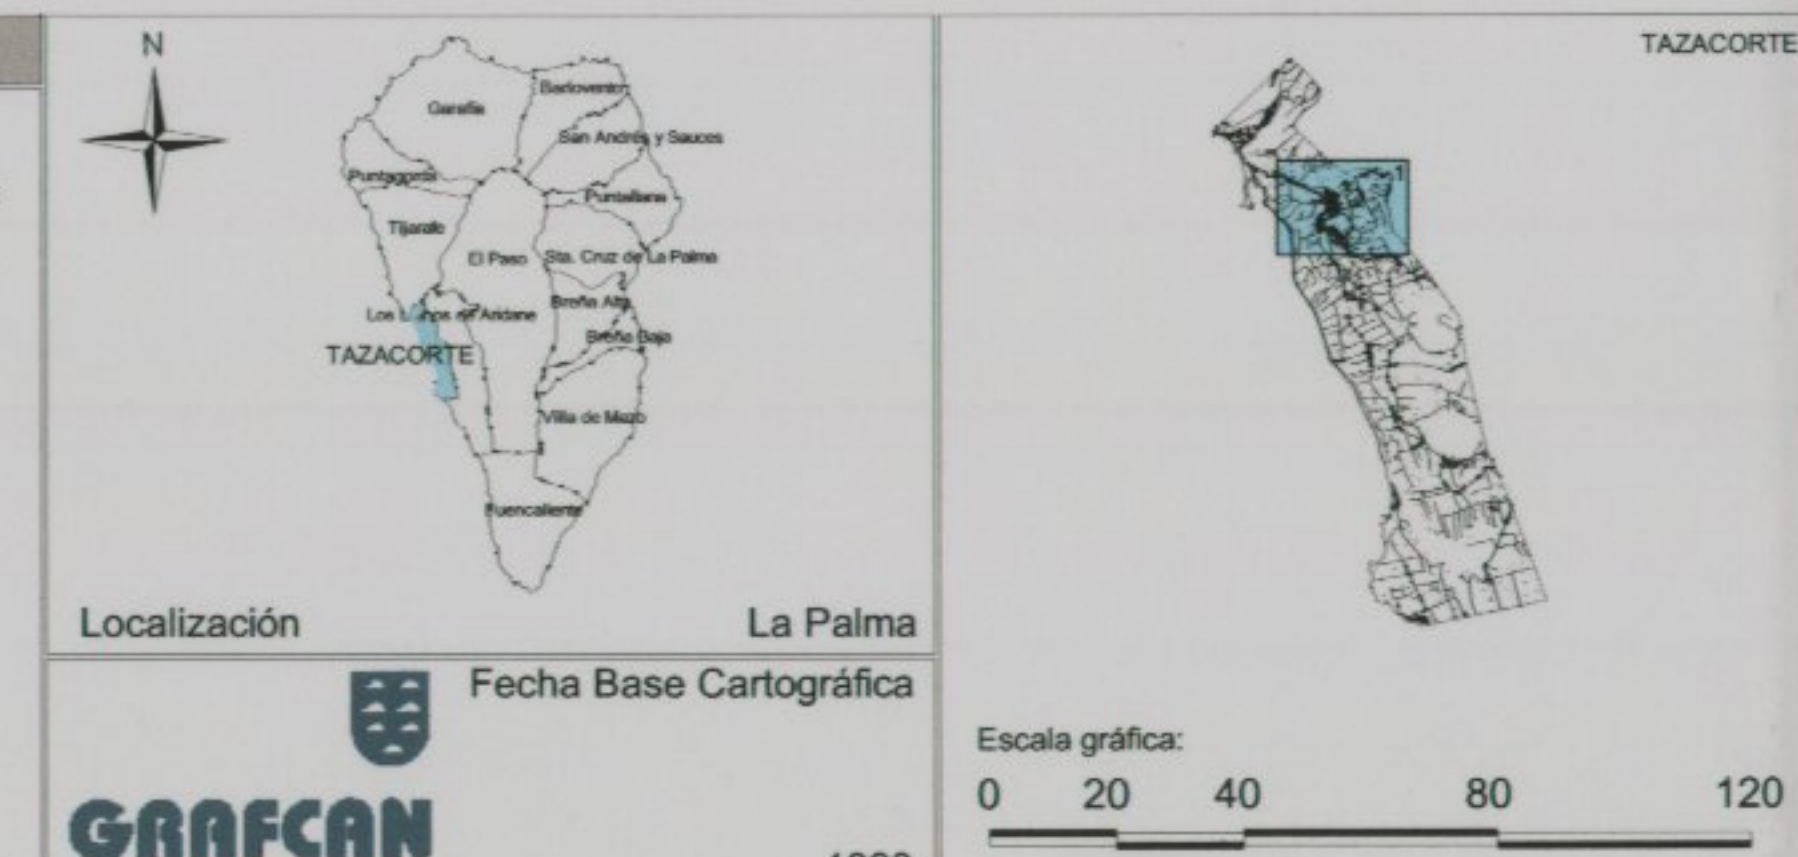 N
Garafía
Barlovento
San Andrés y Sauces
Puntagorda
Puntallana
Tijarafe
El Paso
Sta. Cruz de La Palma
Breña Alta
Los Llanos de Aridane
Breña Baja
TAZACORTE
Villa de Mazo
Fuencaliente
Localización
La Palma
TAZACORTE
1
Fecha Base Cartográfica
GRAFCAN
Escala gráfica:
0 20 40 80 120